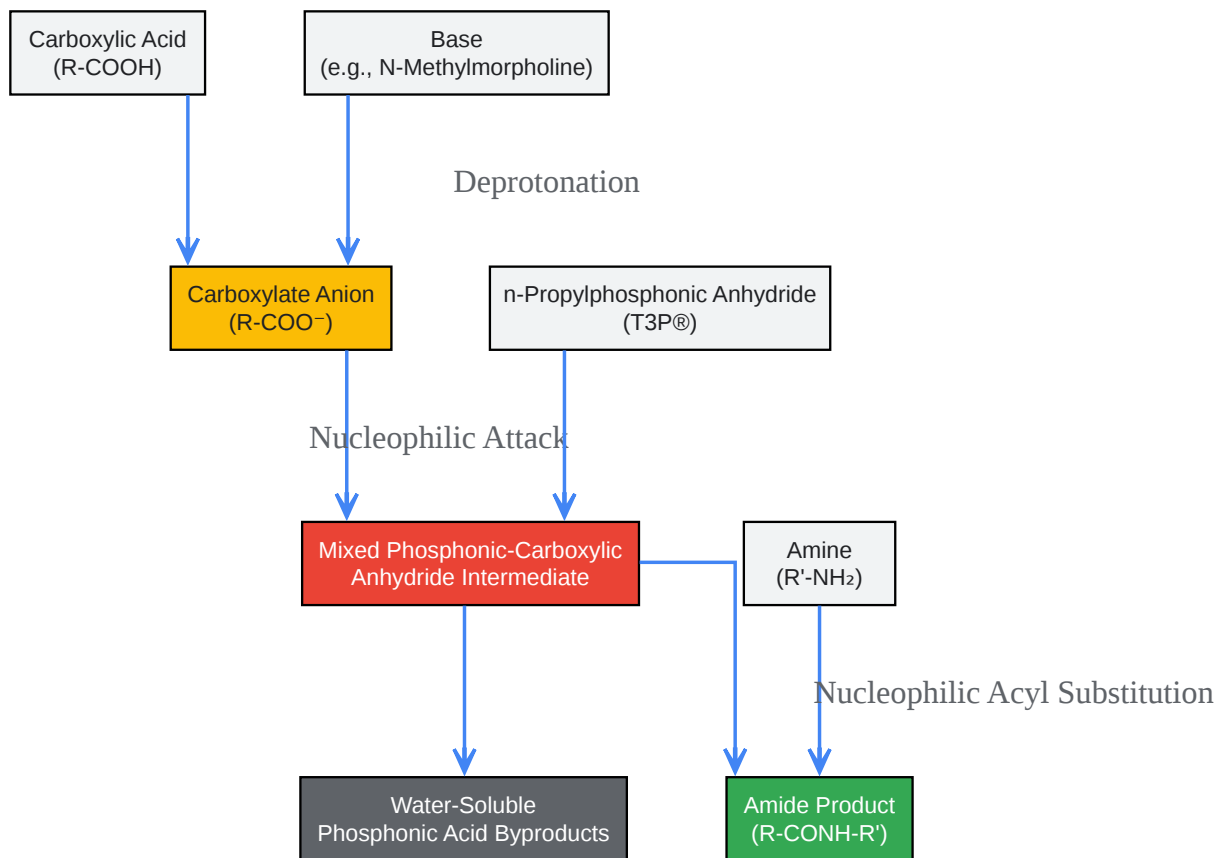 Carboxylic Acid
(R-COOH)
Base
(e.g., N-Methylmorpholine)
Deprotonation
Carboxylate Anion
(R-COO⁻)
n-Propylphosphonic Anhydride
(T3P®)
Nucleophilic Attack
Mixed Phosphonic-Carboxylic
Anhydride Intermediate
Amine
(R'-NH₂)
Nucleophilic Acyl Substitution
Water-Soluble
Phosphonic Acid Byproducts
Amide Product
(R-CONH-R')